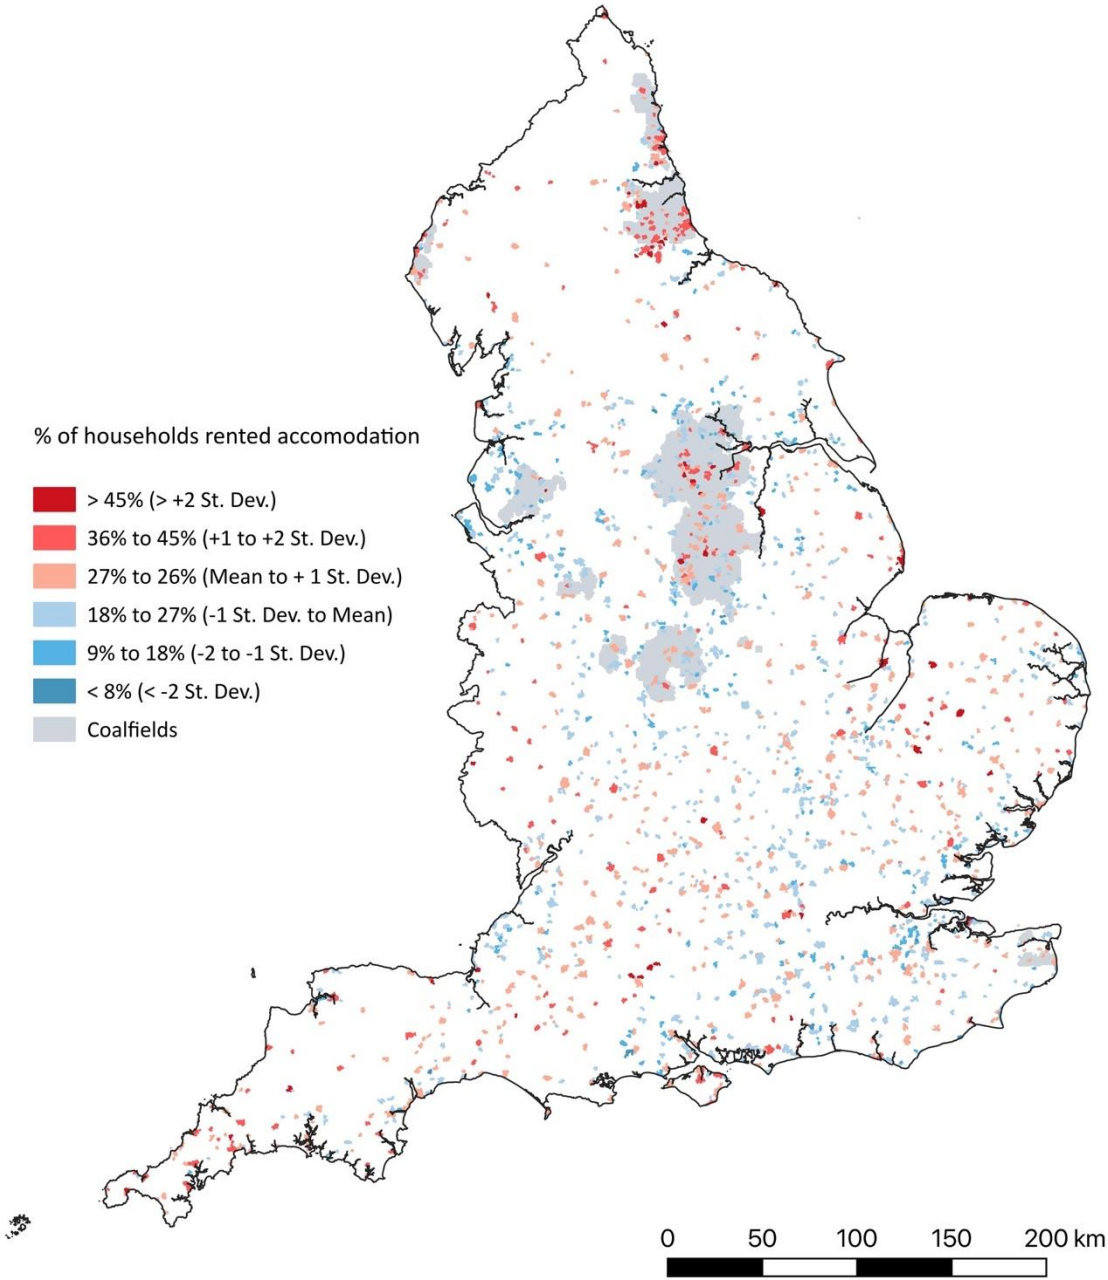 % of households rented accomodation
> 45% (> +2 St. Dev.)
36% to 45% (+1 to +2 St. Dev.)
27% to 26% (Mean to + 1 St. Dev.)
18% to 27% (-1 St. Dev. to Mean)
9% to 18% (-2 to -1 St. Dev.)
< 8% (< -2 St. Dev.)
Coalfields
0 50 100 150 200 km